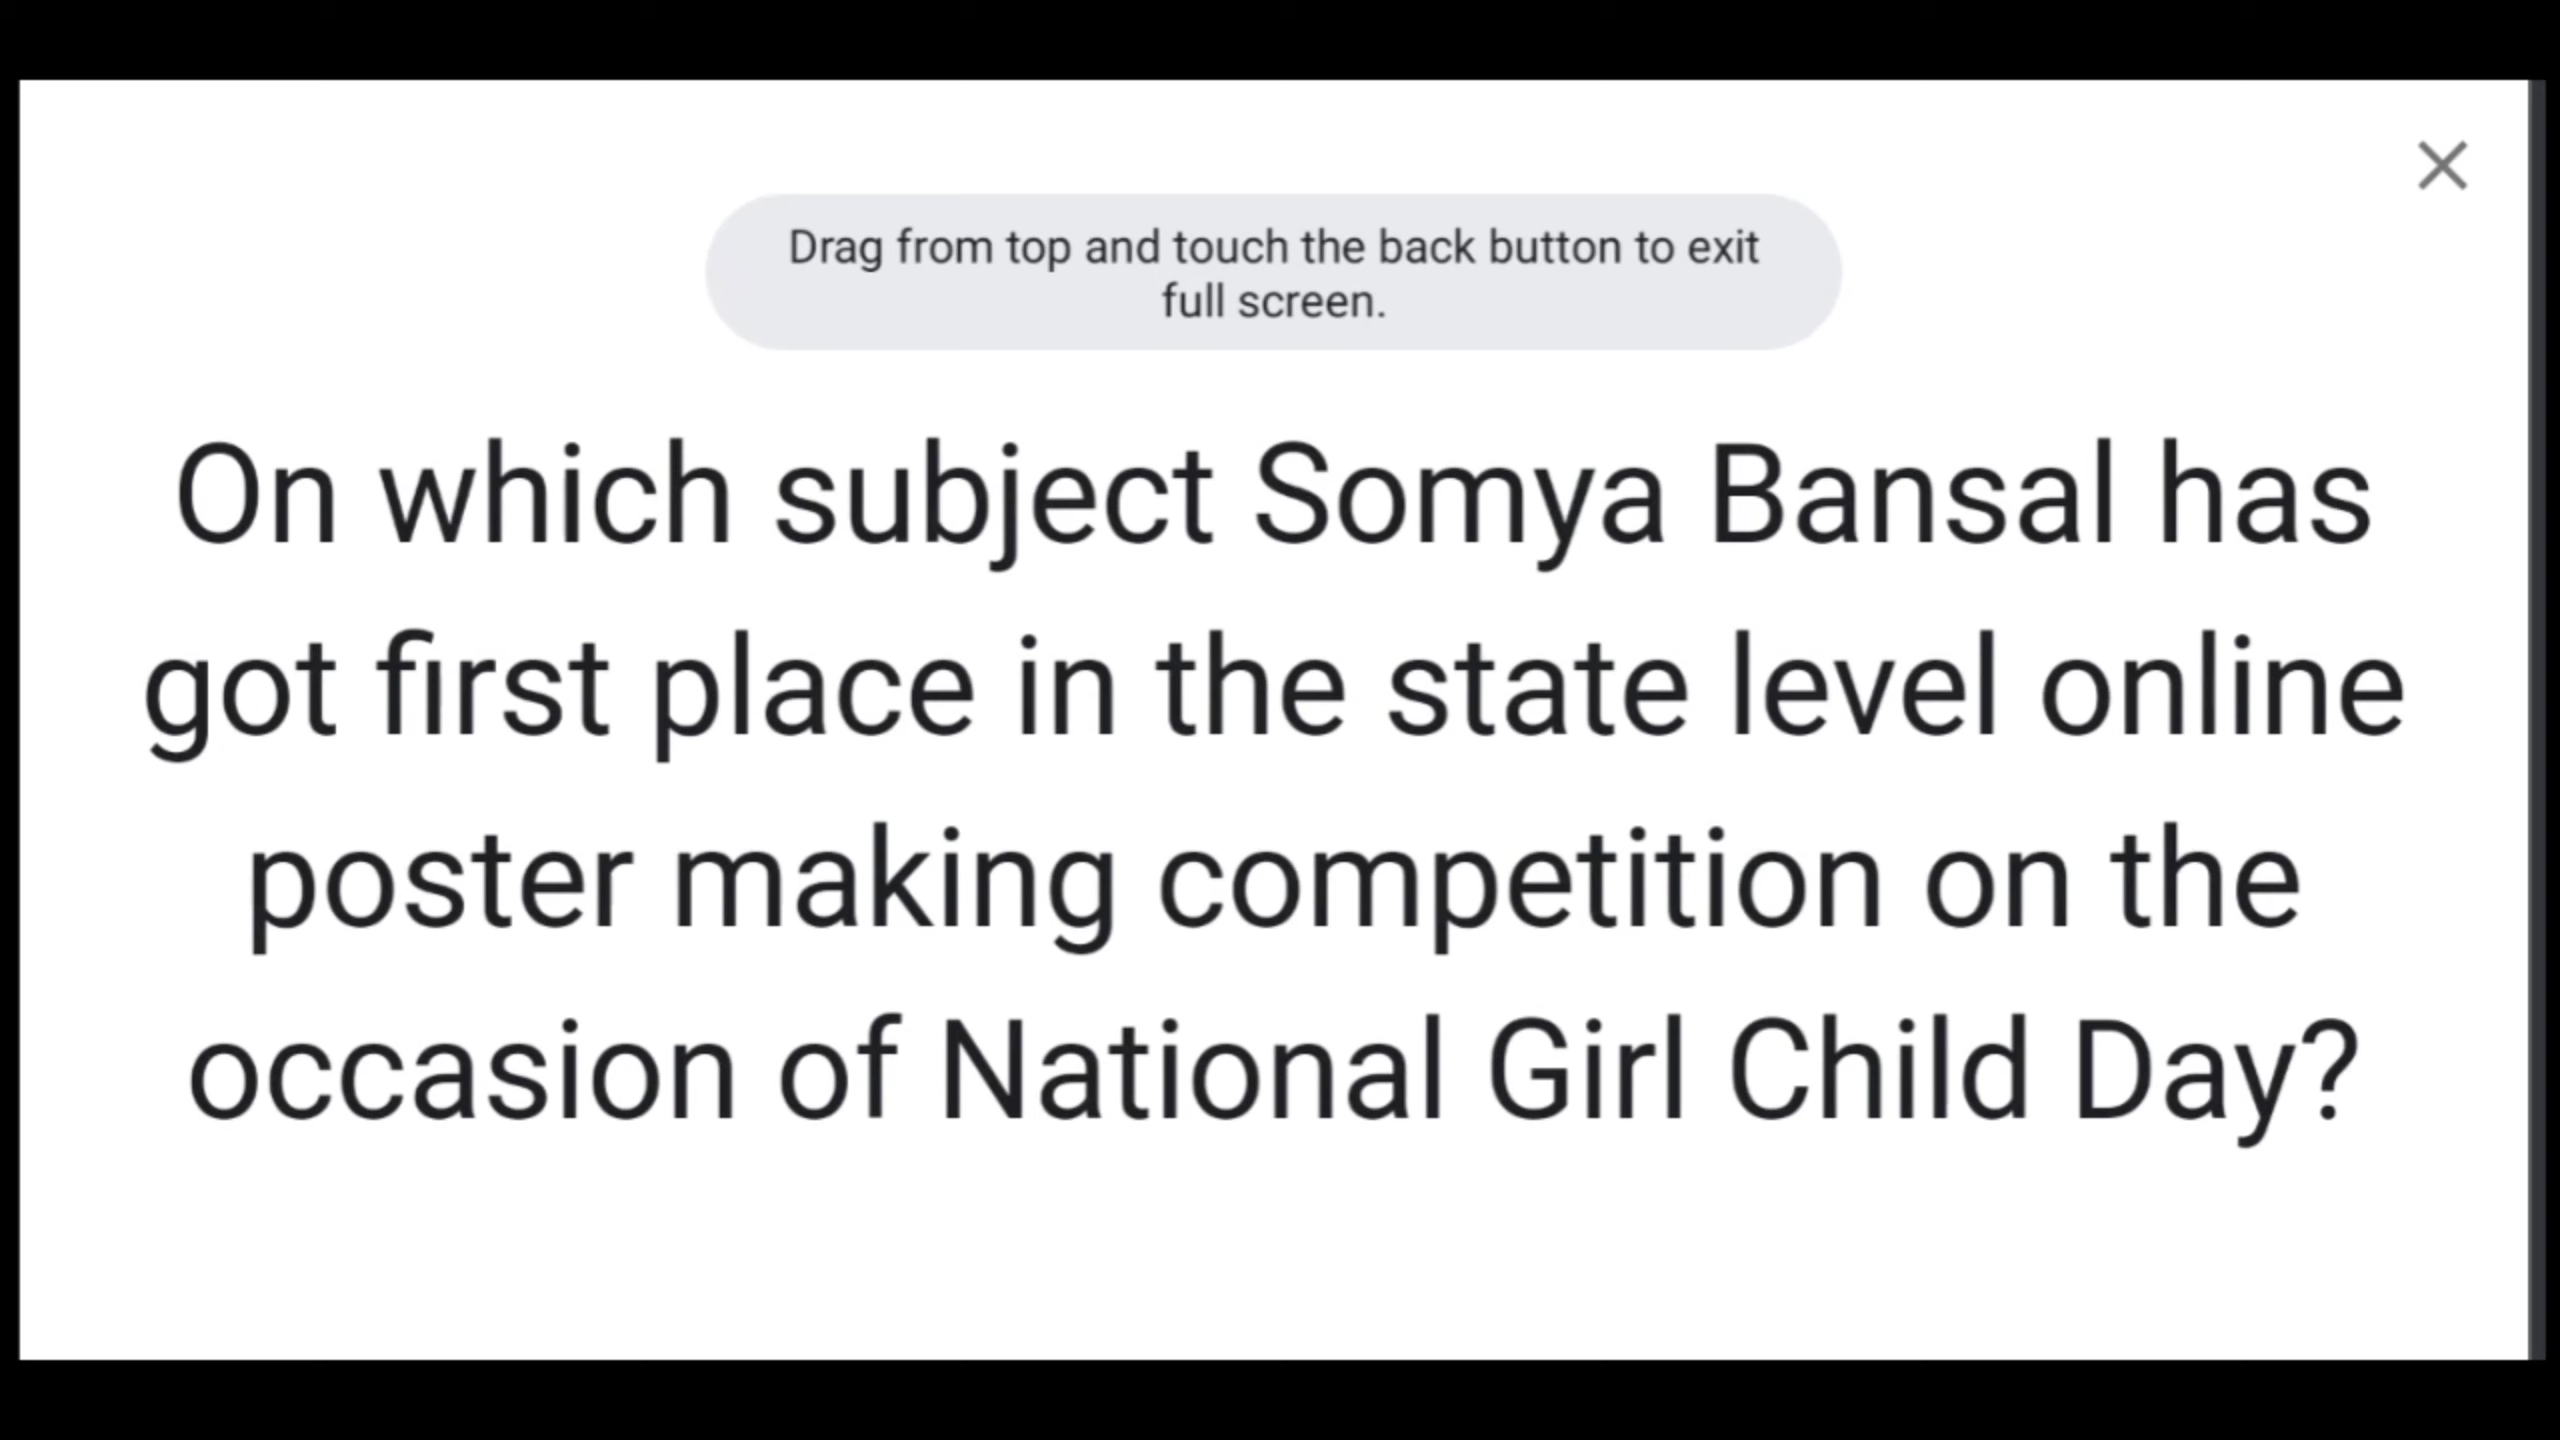 Drag from top and touch the back button to exit
full screen.
On which subject Somya Bansal has
got first place in the state level online
poster making competition on the
occasion of National Girl Child Day?